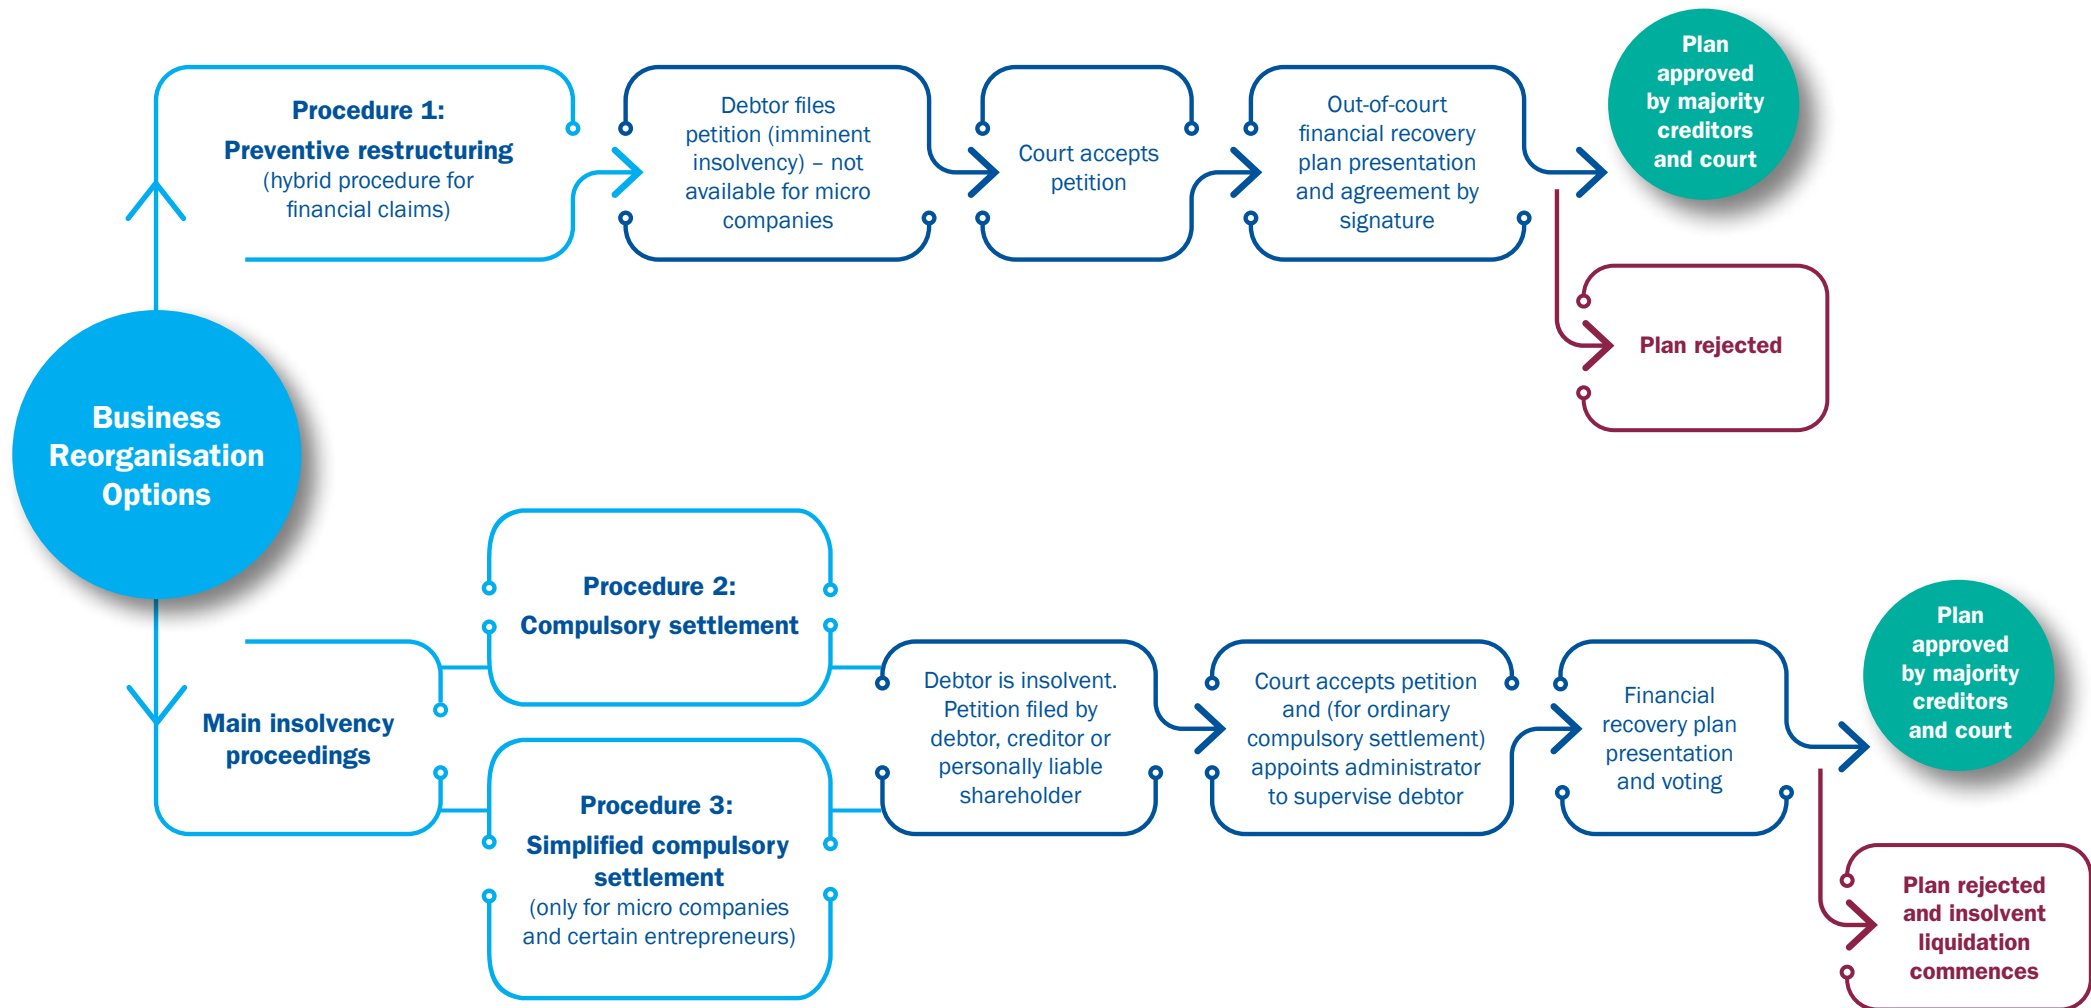 Business
Reorganisation
Options
Procedure 1:
Preventive restructuring
(hybrid procedure for
financial claims)
Debtor files
petition (imminent
insolvency) – not
available for micro
companies
Court accepts
petition
Out-of-court
financial recovery
plan presentation
and agreement by
signature
Plan
approved
by majority
creditors
and court
Plan rejected
Main insolvency
proceedings
Procedure 2:
Compulsory settlement
Procedure 3:
Simplified compulsory
settlement
(only for micro companies
and certain entrepreneurs)
Debtor is insolvent.
Petition filed by
debtor, creditor or
personally liable
shareholder
Court accepts petition
and (for ordinary
compulsory settlement)
appoints administrator
to supervise debtor
Financial
recovery plan
presentation
and voting
Plan
approved
by majority
creditors
and court
Plan rejected
and insolvent
liquidation
commences